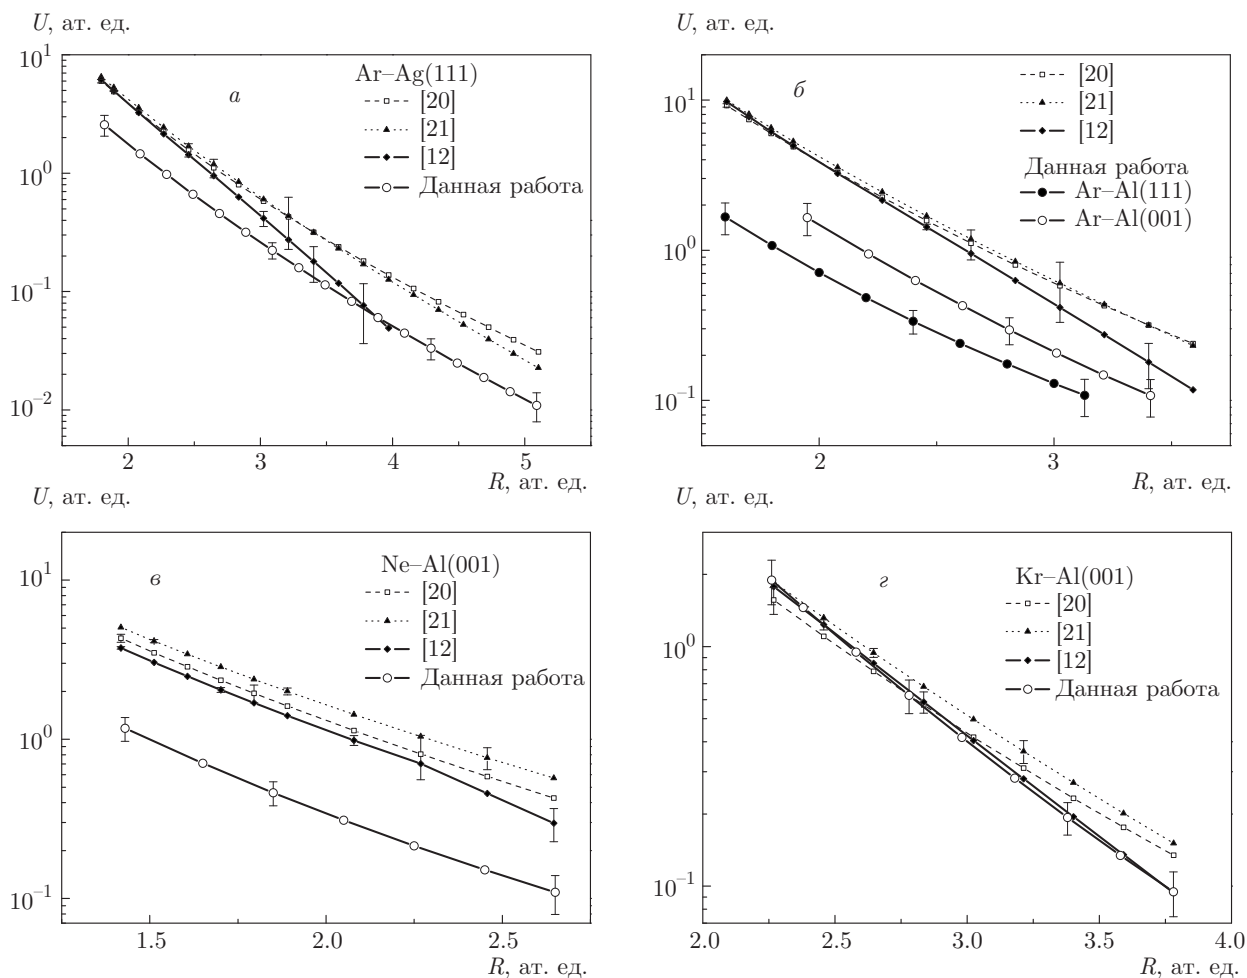 U, ат. ед.
10^1
10^0
10^{-1}
10^{-2}
2
3
4
5
R, ат. ед.
а
Ar–Ag(111)
[20]
[21]
[12]
Данная работа
U, ат. ед.
10^1
10^0
10^{-1}
2
3
R, ат. ед.
б
[20]
[21]
[12]
Данная работа
Ar–Al(111)
Ar–Al(001)
U, ат. ед.
10^1
10^0
10^{-1}
1.5
2.0
2.5
R, ат. ед.
в
Ne–Al(001)
[20]
[21]
[12]
Данная работа
U, ат. ед.
10^0
10^{-1}
2.0
2.5
3.0
3.5
4.0
R, ат. ед.
г
Kr–Al(001)
[20]
[21]
[12]
Данная работа